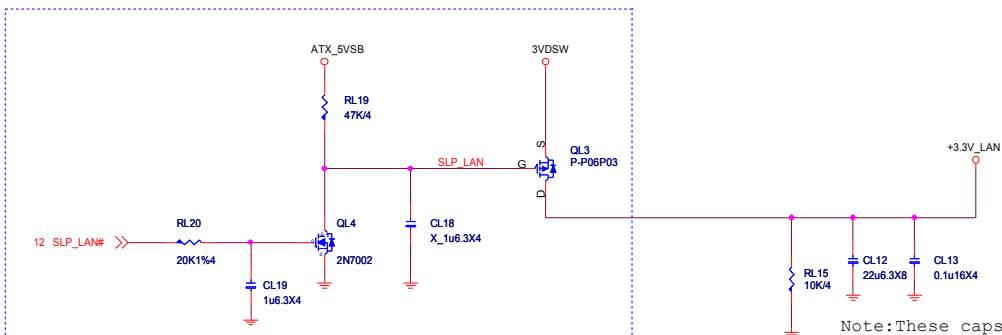 ATX_5VSB
3VDSW
RL19
47K/4
+3.3V_LAN
S
QL3
P-P06P03
SLP_LAN
G
D
RL20
QL4
CL18
X_1u6.3X4
12 SLP_LAN#
20K1%4
2N7002
CL12
22u6.3X8
CL13
0.1u16X4
RL15
10K/4
CL19
1u6.3X4
Note:These caps